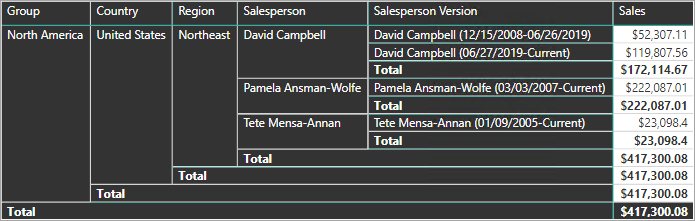 Group Country Region Salesperson Salesperson Version Sales
North America United States Northeast David Campbell David Campbell (12/15/2008-06/26/2019) $52,307.11
David Campbell (06/27/2019-Current) $119,807.56
Total $172,114.67
Pamela Ansman-Wolfe Pamela Ansman-Wolfe (03/03/2007-Current) $222,087.01
Total $222,087.01
Tete Mensa-Annan Tete Mensa-Annan (01/09/2005-Current) $23,098.4
Total $23,098.4
Total $417,300.08
Total $417,300.08
Total $417,300.08
Total $417,300.08